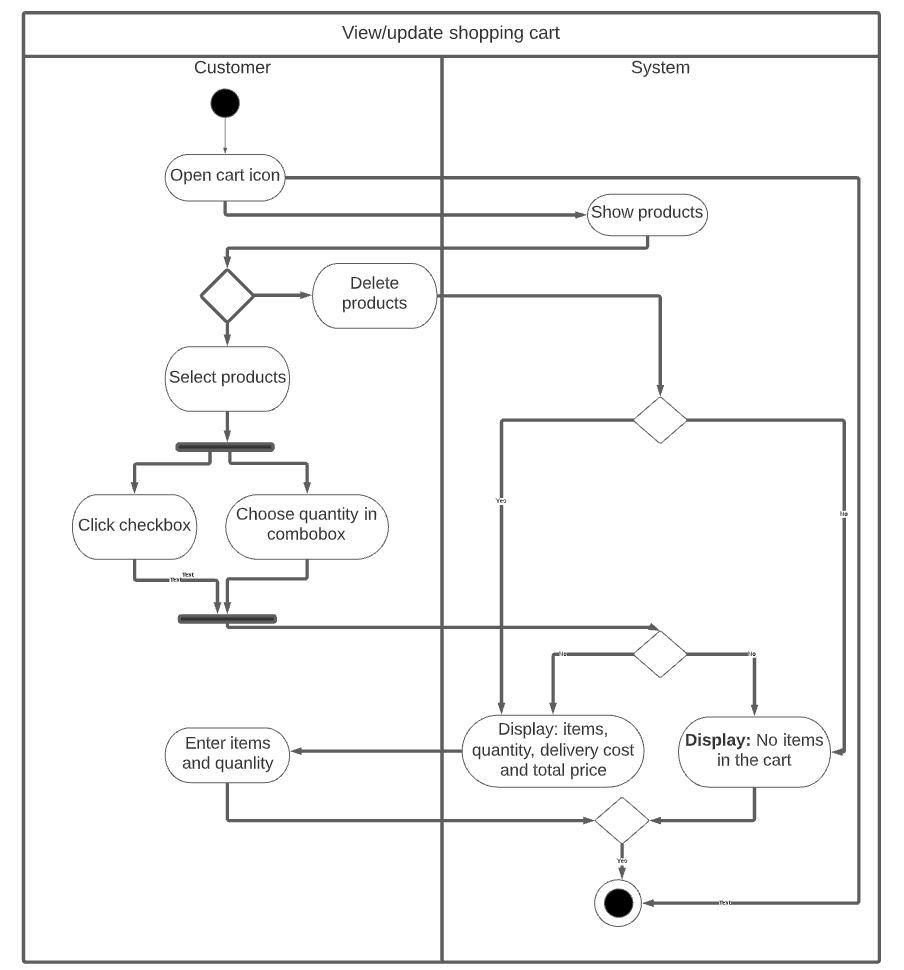 View/update shopping cart
Customer
System
Open cart icon
Show products
Delete
products
Select products
Yes
No
Click checkbox
Choose quantity in
combobox
Text
Text
No
No
Display: items,
quantity, delivery cost
and total price
Display: No items
in the cart
Enter items
and quanlity
Yes
Text